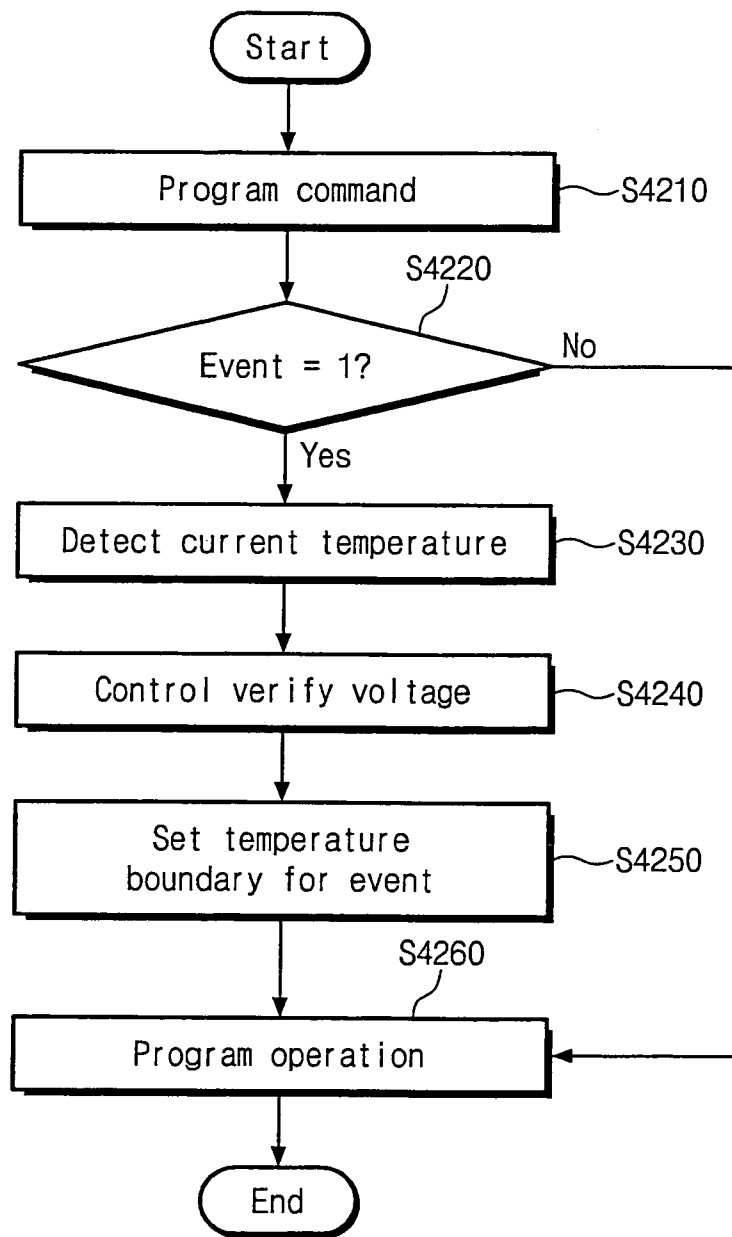 Start
Program command
S4210
S4220
Event = 1?
No
Yes
Detect current temperature
S4230
Control verify voltage
S4240
Set temperature
boundary for event
S4250
S4260
Program operation
End